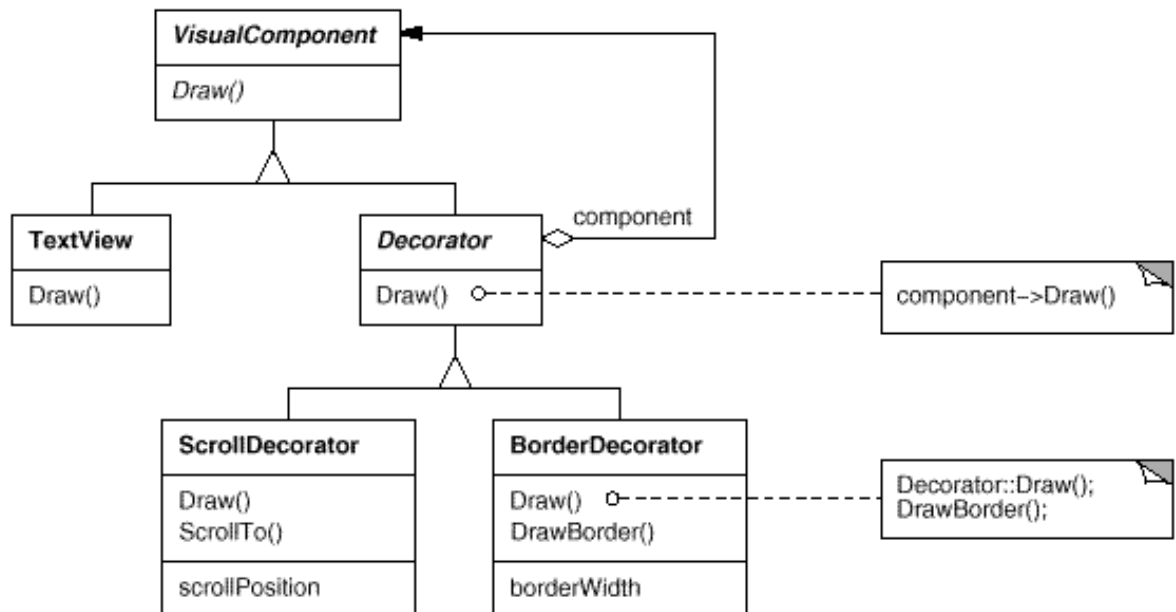 VisualComponent
Draw()
component
TextView
Draw()
Decorator
Draw()
component–>Draw()
ScrollDecorator
Draw()
ScrollTo()
scrollPosition
BorderDecorator
Draw()
DrawBorder()
borderWidth
Decorator::Draw();
DrawBorder();